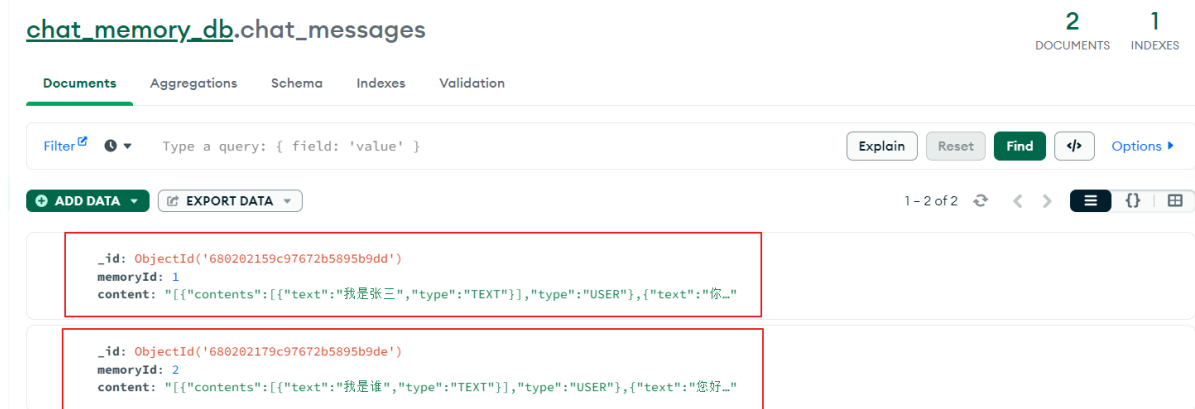 chat_memory_db.chat_messages
2 1
DOCUMENTS INDEXES
Documents Aggregations Schema Indexes Validation
Filter Type a query: { field: 'value' } Explain Reset Find </> Options
ADD DATA EXPORT DATA 1 – 2 of 2 {}
_id: ObjectId('680202159c97672b5895b9dd')
memoryId: 1
content: "[{"contents":[{"text":"我是张三","type":"TEXT"}],"type":"USER"},{"text":"你…"
_id: ObjectId('680202179c97672b5895b9de')
memoryId: 2
content: "[{"contents":[{"text":"我是谁","type":"TEXT"}],"type":"USER"},{"text":"您好…"